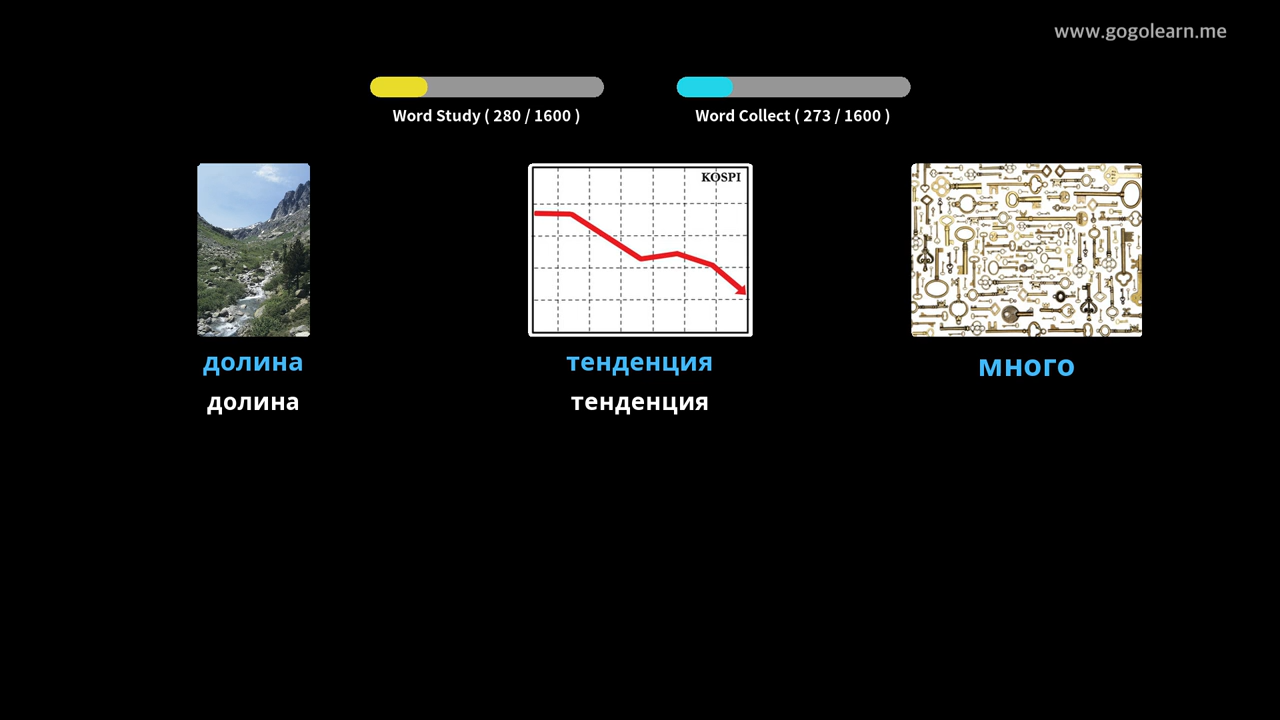 www.gogolearn.me
Word Study ( 280 / 1600 )
Word Collect ( 273 / 1600 )
KOSPI
долина
тенденция
много
долина
тенденция